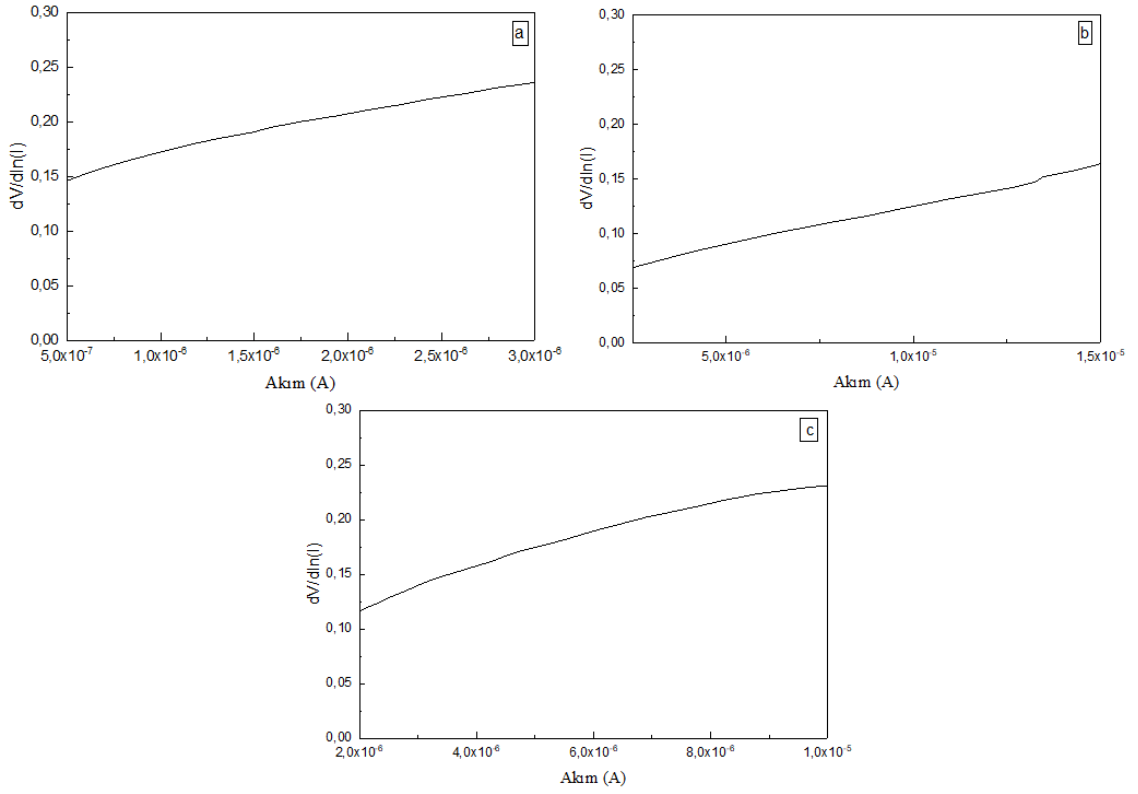 a
0,30
0,25
0,20
0,15
0,10
0,05
0,00
dV/dln(I)
5,0x10⁻⁷ 1,0x10⁻⁶ 1,5x10⁻⁶ 2,0x10⁻⁶ 2,5x10⁻⁶ 3,0x10⁻⁶
Akım (A)
b
0,30
0,25
0,20
0,15
0,10
0,05
0,00
dV/dln(I)
5,0x10⁻⁶ 1,0x10⁻⁵ 1,5x10⁻⁵
Akım (A)
c
0,30
0,25
0,20
0,15
0,10
0,05
0,00
dV/dln(I)
2,0x10⁻⁶ 4,0x10⁻⁶ 6,0x10⁻⁶ 8,0x10⁻⁶ 1,0x10⁻⁵
Akım (A)